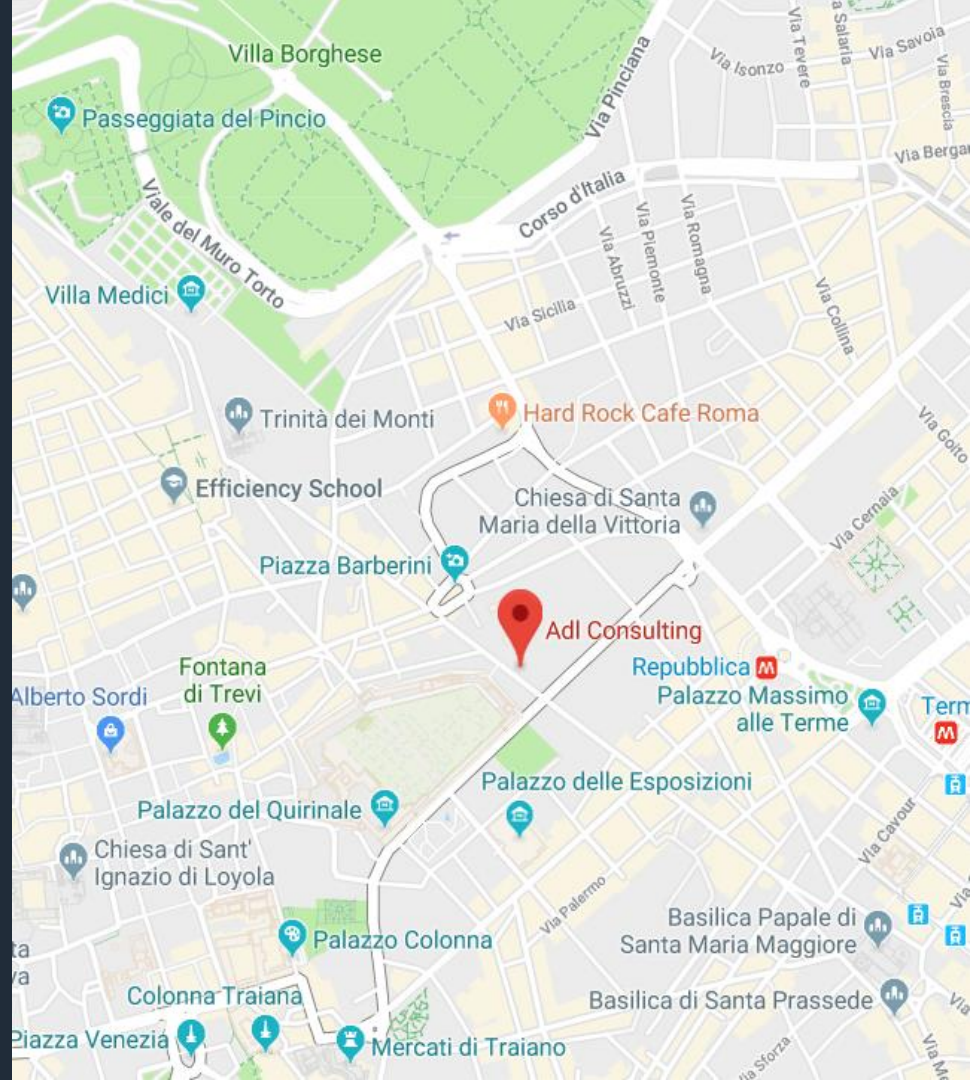 Villa Borghese
Passeggiata del Pincio
Via Pinciana
Via Isonzo
Via Tevere
Via Savoia
Via Brescia
Corso d'Italia
Viale del Muro Torto
Villa Medici
Via Sicilia
Via Abruzzi
Via Piemonte
Via Romagna
Via Collina
Trinità dei Monti
Hard Rock Cafe Roma
Via Goito
Efficiency School
Chiesa di Santa
Maria della Vittoria
Via Cernaia
Piazza Barberini
Adl Consulting
Fontana
di Trevi
Repubblica
M
Alberto Sordi
Palazzo Massimo
alle Terme
Term
M
Palazzo del Quirinale
Palazzo delle Esposizioni
Via Cavour
Chiesa di Sant'
Ignazio di Loyola
Via Palermo
Palazzo Colonna
Basilica Papale di
Santa Maria Maggiore
Colonna Traiana
Basilica di Santa Prassede
Piazza Venezia
Mercati di Traiano